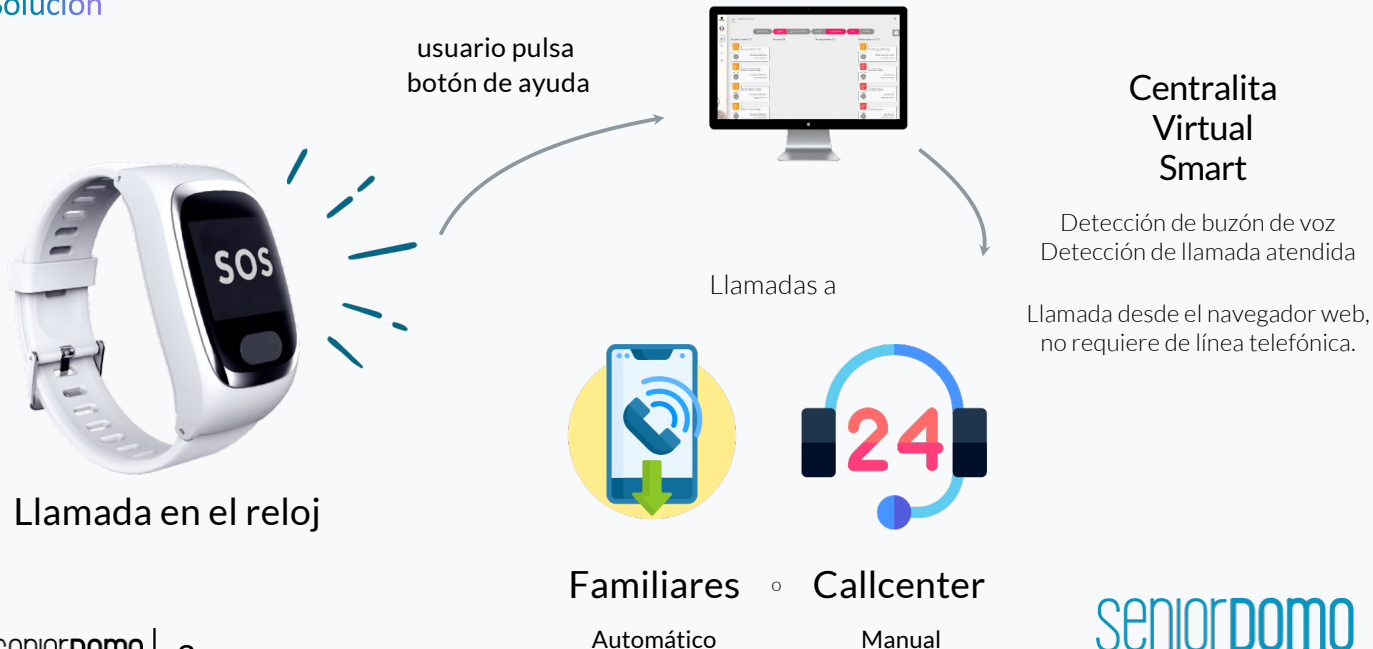 Solución
usuario pulsa
botón de ayuda
SOS
Llamada en el reloj
Llamadas a
24
Familiares o Callcenter
Automático Manual
Centralita
Virtual
Smart
Detección de buzón de voz
Detección de llamada atendida
Llamada desde el navegador web,
no requiere de línea telefónica.
seniorDOMO
seniorDOMO